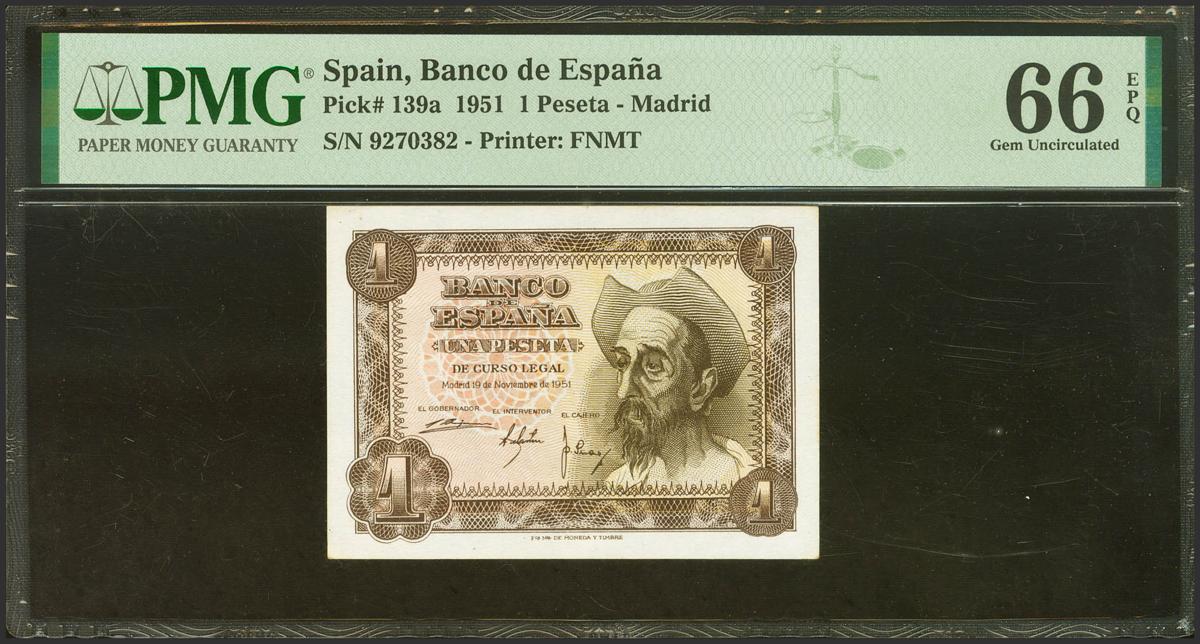 PMG®
PAPER MONEY GUARANTY
Spain, Banco de España
Pick# 139a 1951 1 Peseta - Madrid
S/N 9270382 - Printer: FNMT
66
EPQ
Gem Uncirculated
1
1
BANCO
DE
ESPAÑA
UNA PESETA
DE CURSO LEGAL
Madrid 19 de Noviembre de 1951
EL GOBERNADOR
EL INTERVENTOR
EL CAJERO
1
1
DE MONEDA Y TIMBRE